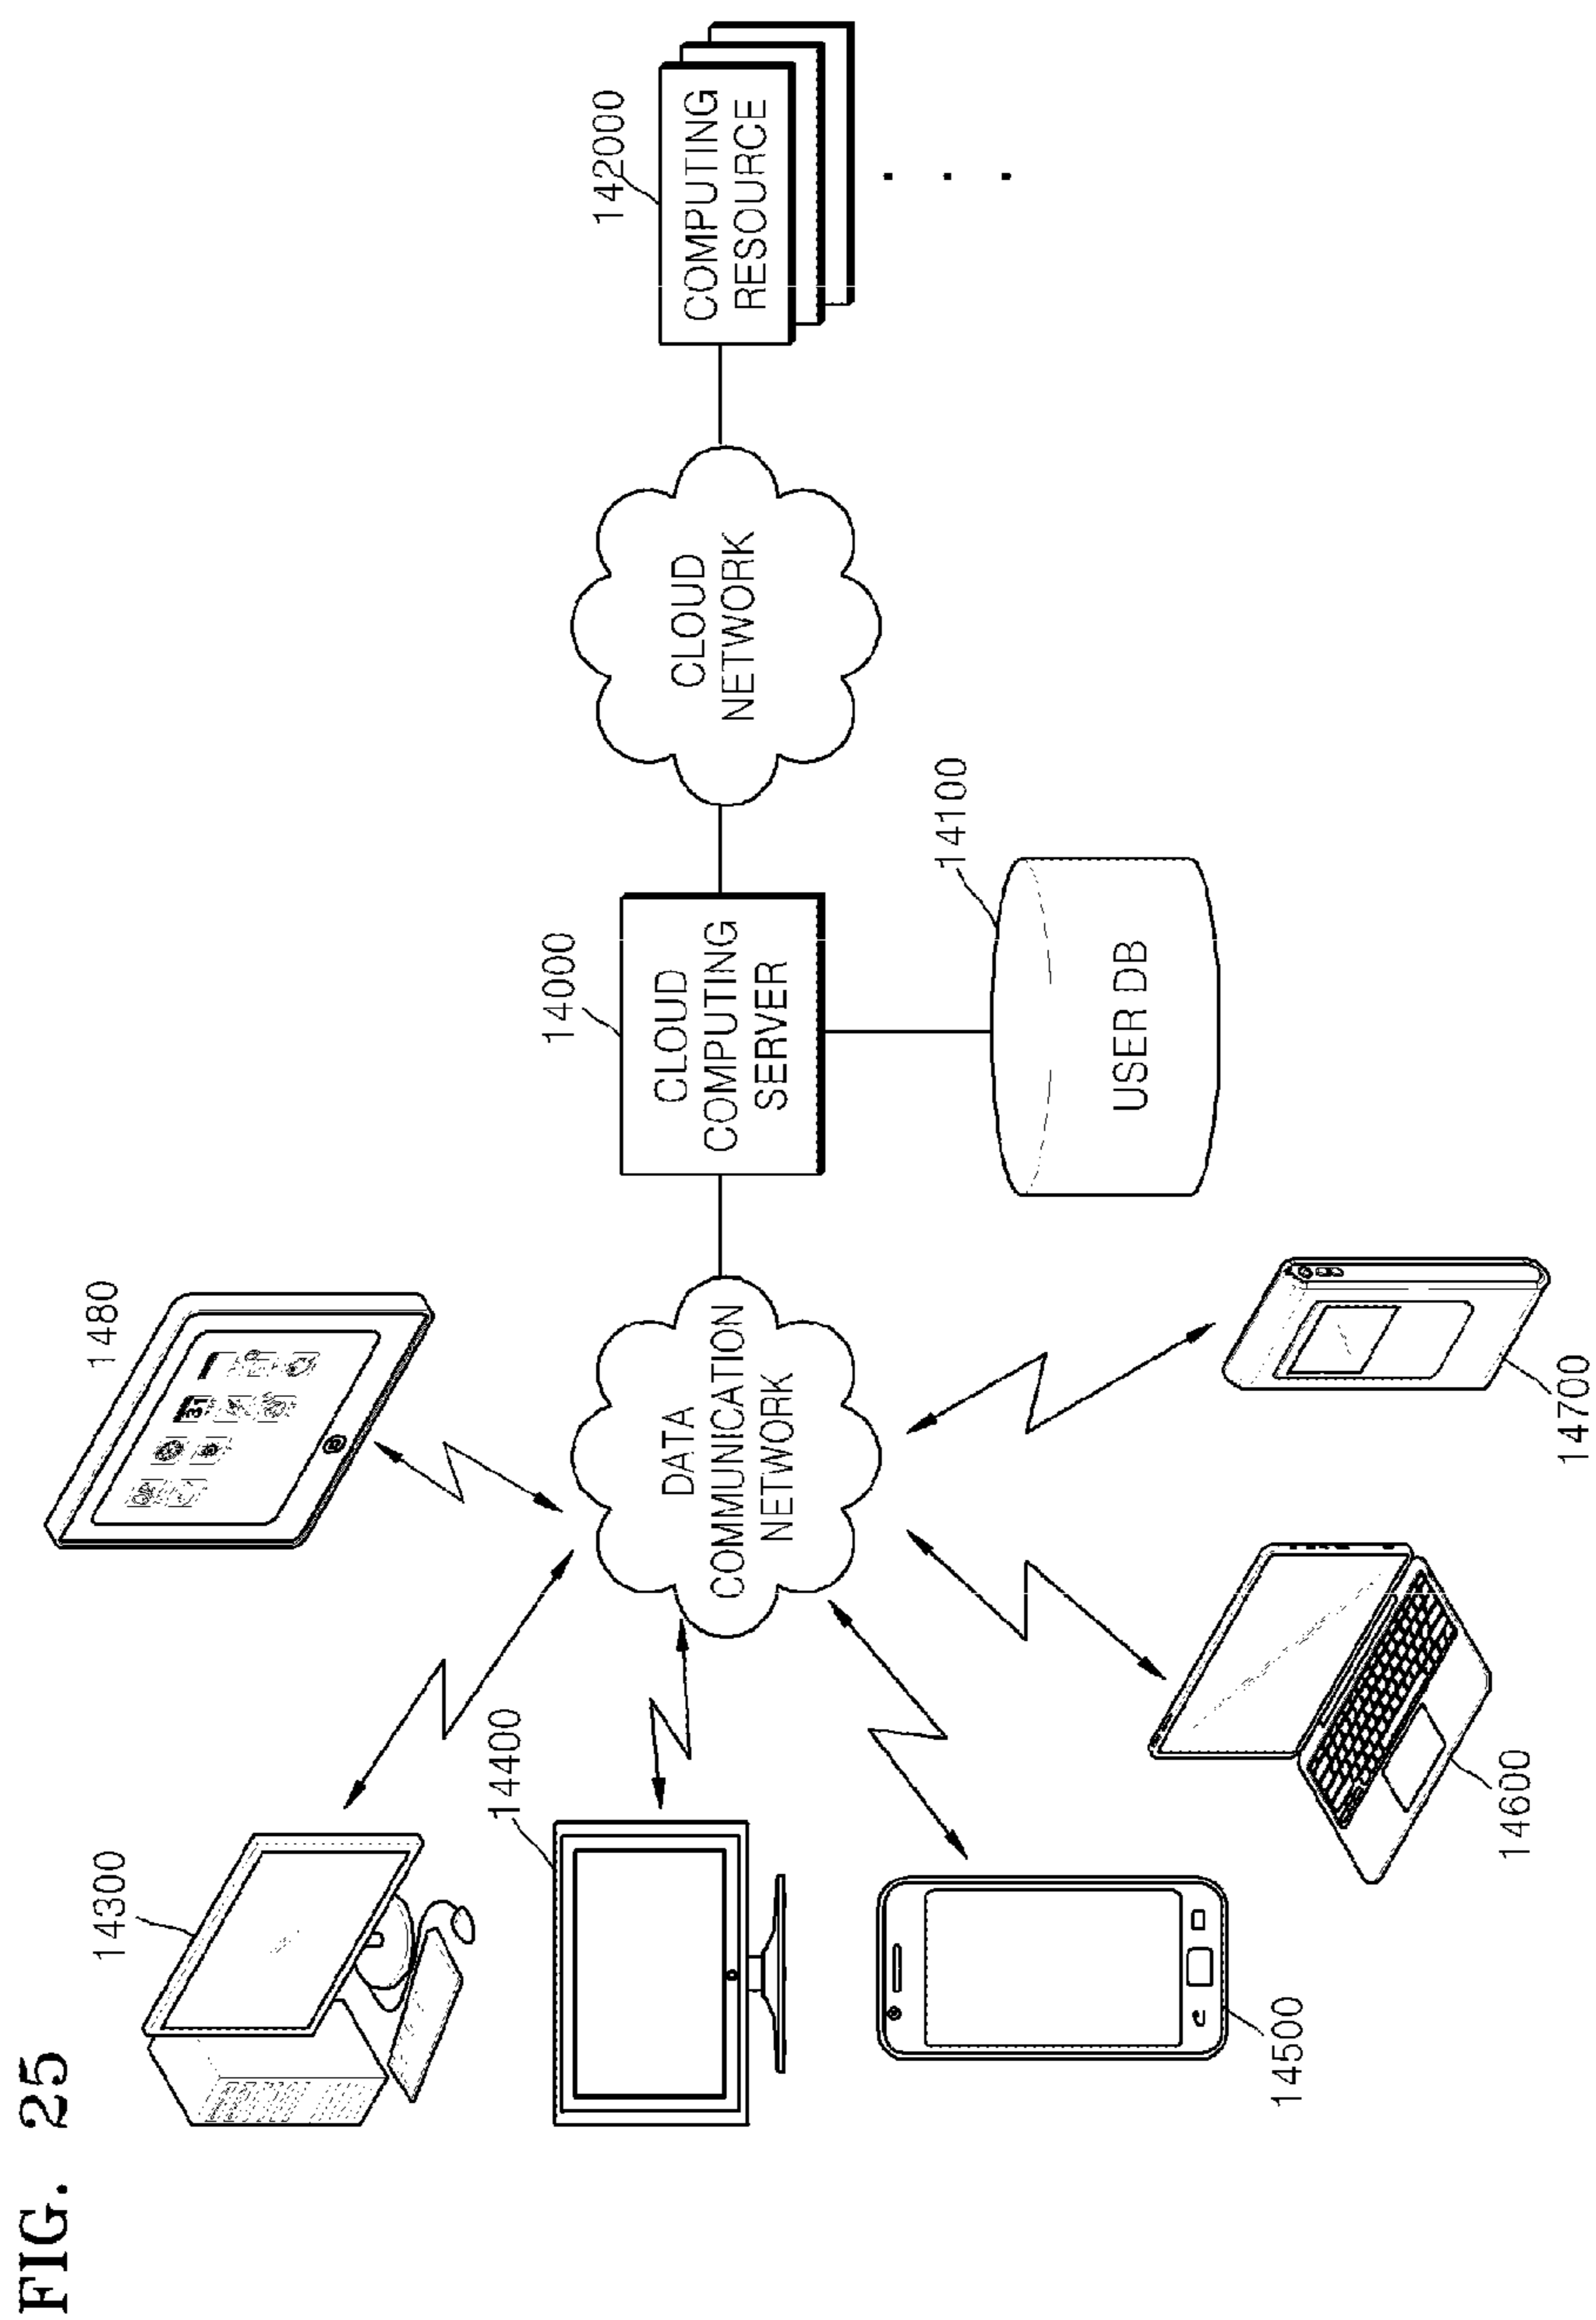 FIG. 25
1480
14300
14400
14500
14600
14700
31
DATA
COMMUNICATION
NETWORK
14000
CLOUD
COMPUTING
SERVER
14100
USER DB
CLOUD
NETWORK
142000
COMPUTING
RESOURCE